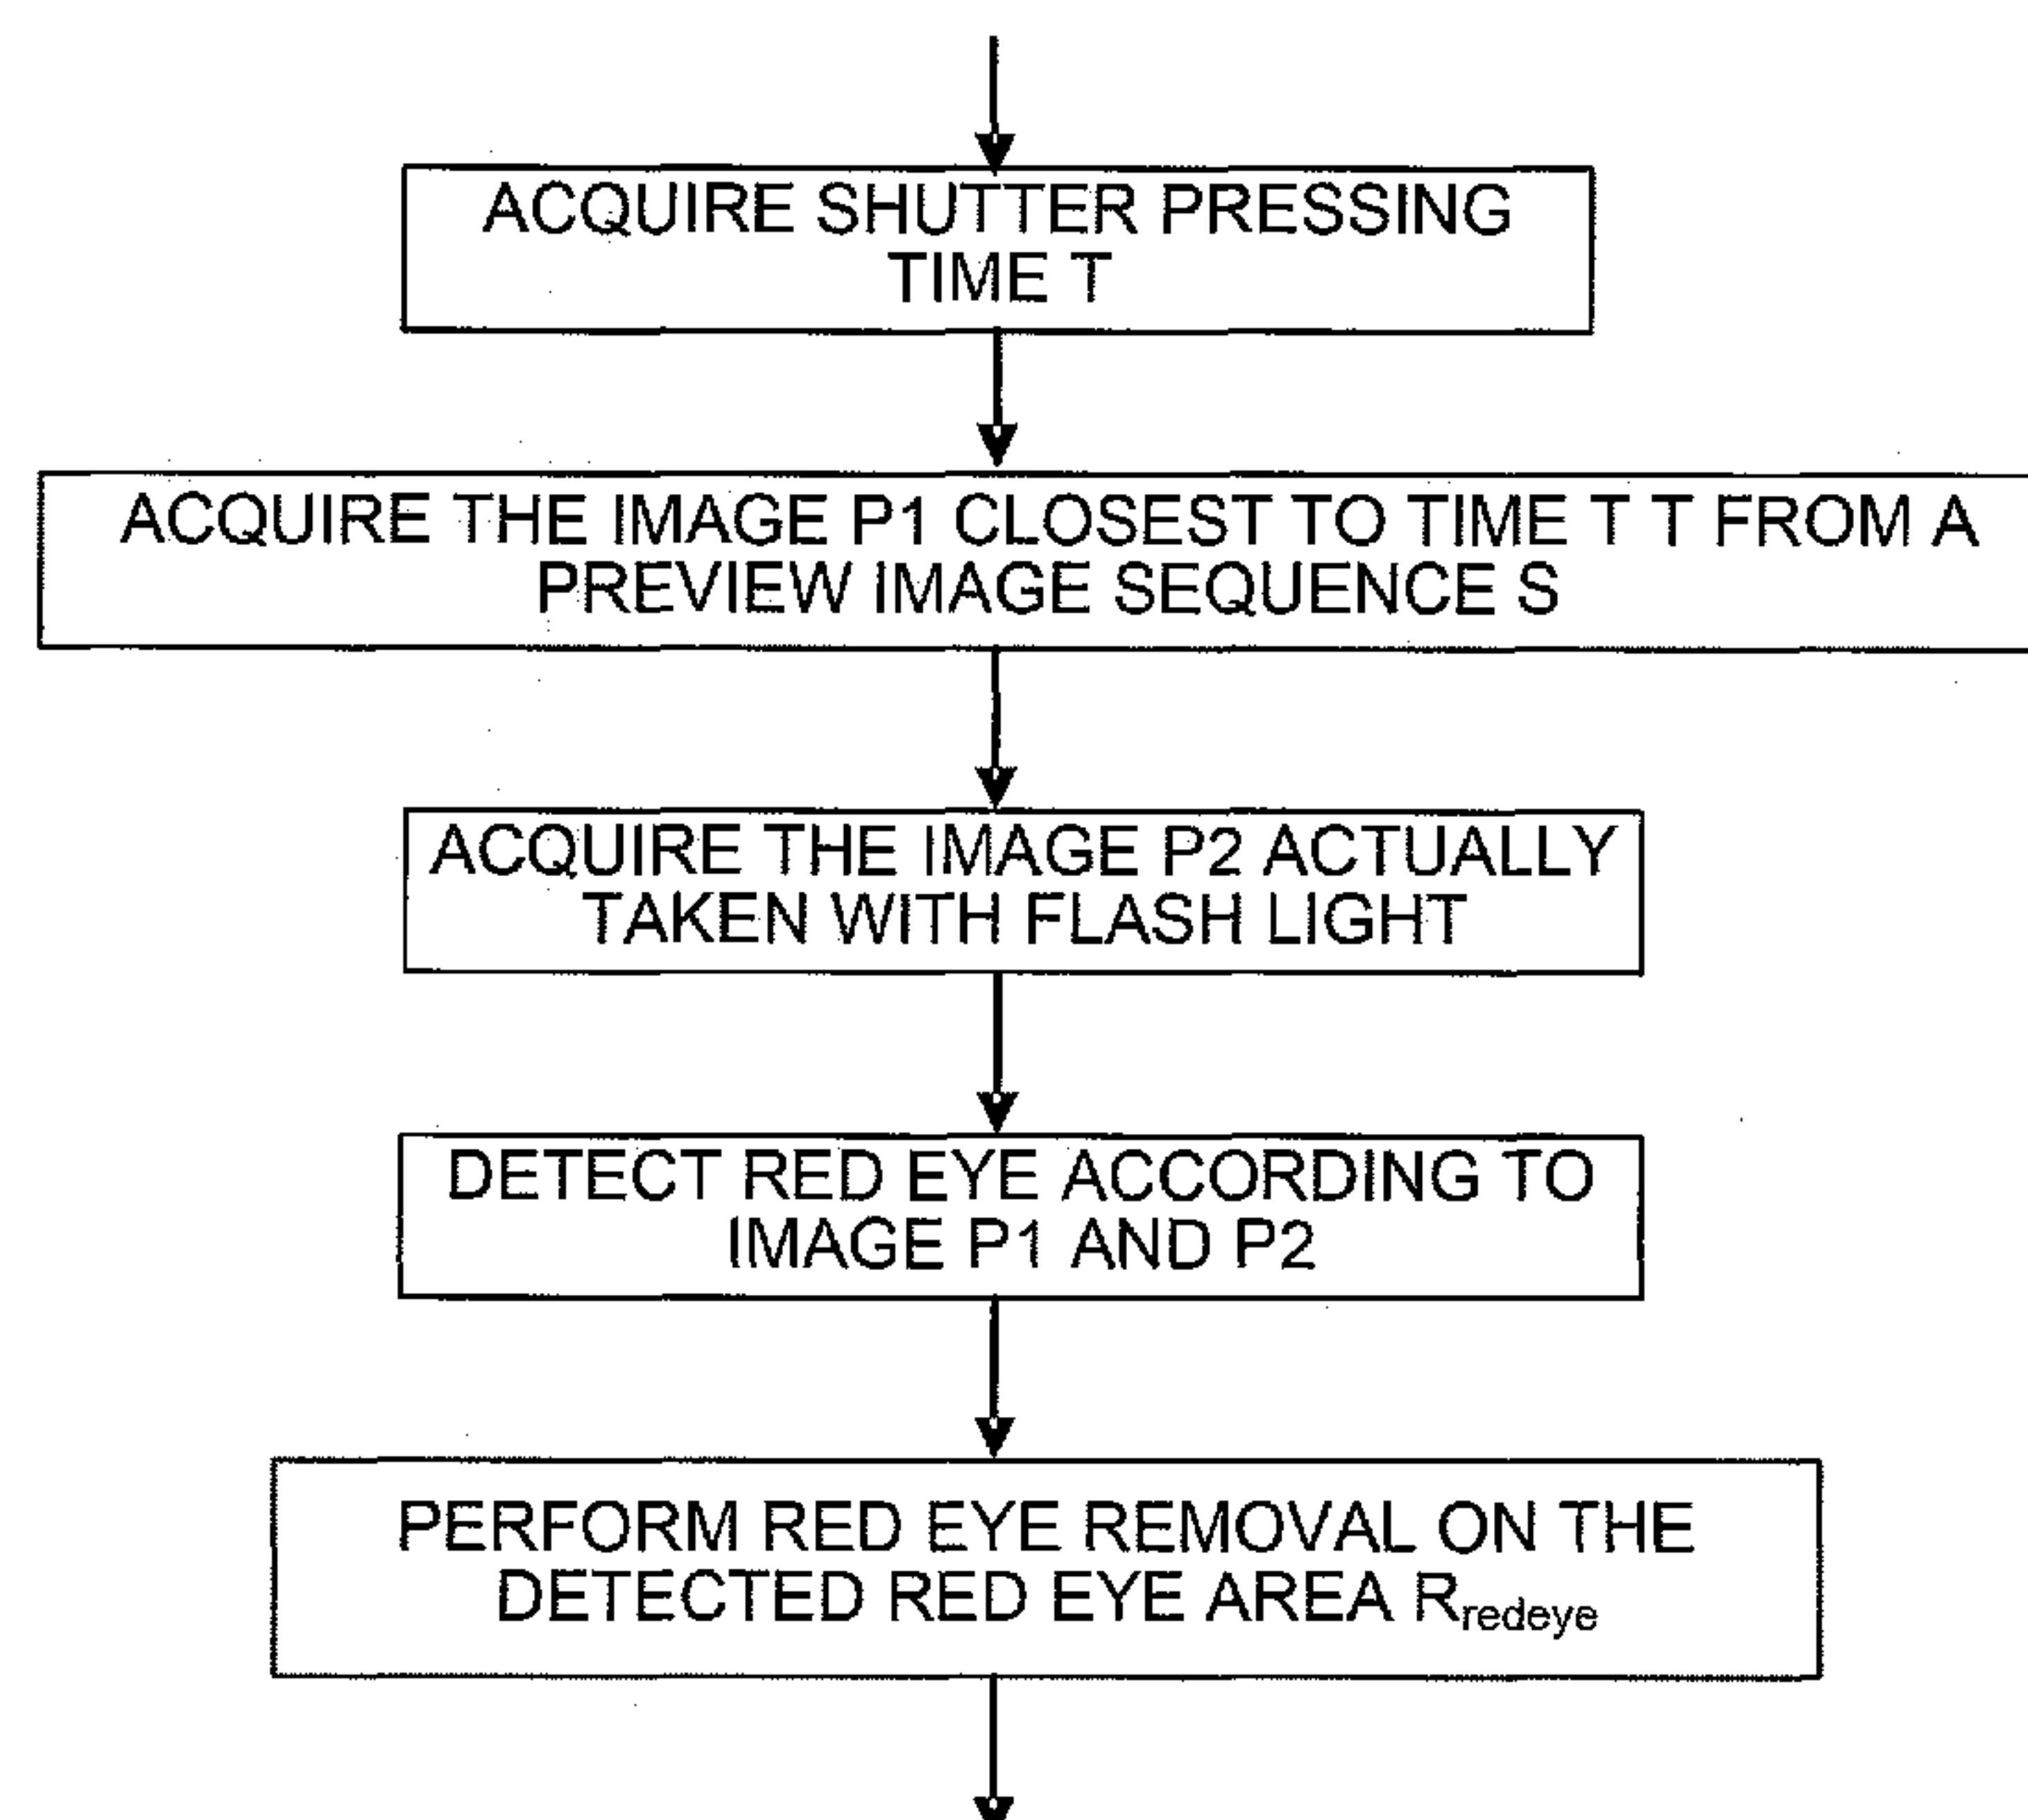 ACQUIRE SHUTTER PRESSING
TIME T
ACQUIRE THE IMAGE P1 CLOSEST TO TIME T T FROM A
PREVIEW IMAGE SEQUENCE S
ACQUIRE THE IMAGE P2 ACTUALLY
TAKEN WITH FLASH LIGHT
DETECT RED EYE ACCORDING TO
IMAGE P1 AND P2
PERFORM RED EYE REMOVAL ON THE
DETECTED RED EYE AREA Rredeye